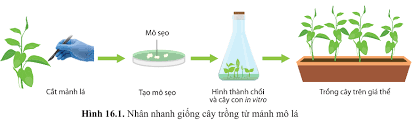 Mô sẹo
Cắt mảnh lá
Tạo mô sẹo
Hình thành chồi
và cây con in vitro
Trồng cây trên giá thể
Hình 16.1. Nhân nhanh giống cây trồng từ mảnh mô lá